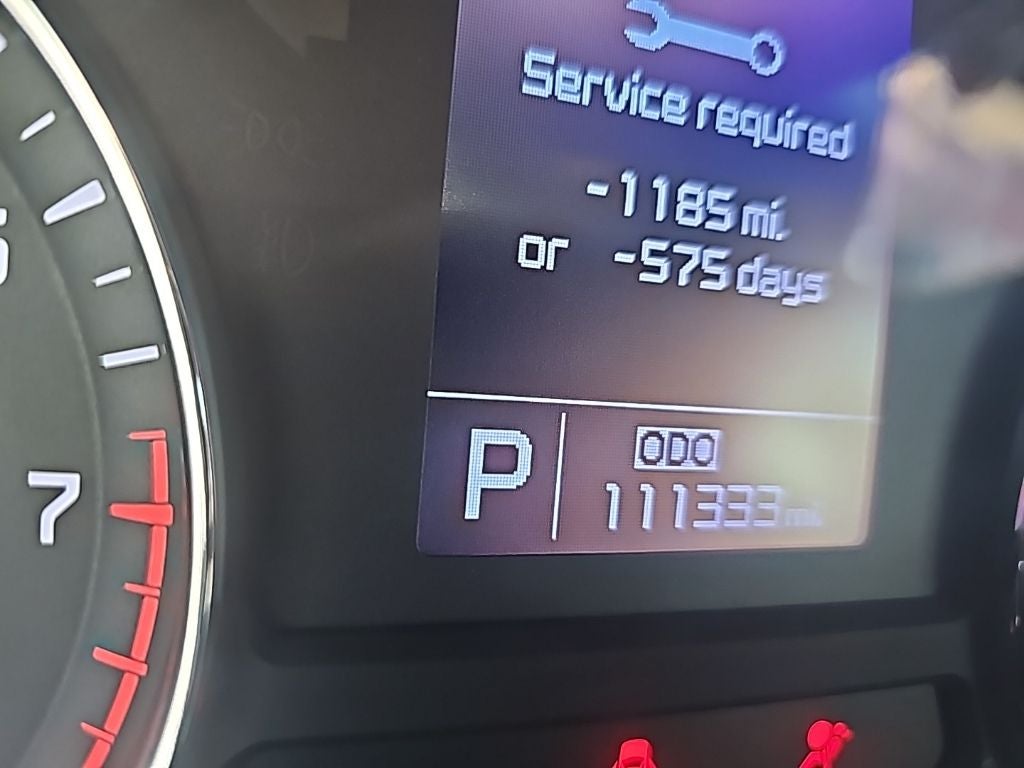 Service required
-1185 mi.
or -575 days
7
P
ODO
111333 mi.